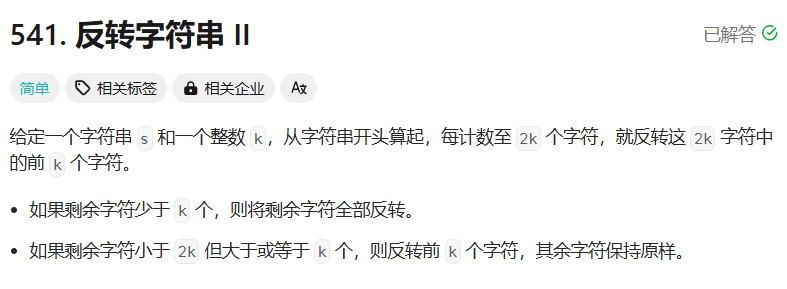 541. 反转字符串 II
已解答
简单 相关标签 相关企业 Aあ
给定一个字符串 s 和一个整数 k，从字符串开头算起，每计数至 2k 个字符，就反转这 2k 字符中
的前 k 个字符。
• 如果剩余字符少于 k 个，则将剩余字符全部反转。
• 如果剩余字符小于 2k 但大于或等于 k 个，则反转前 k 个字符，其余字符保持原样。